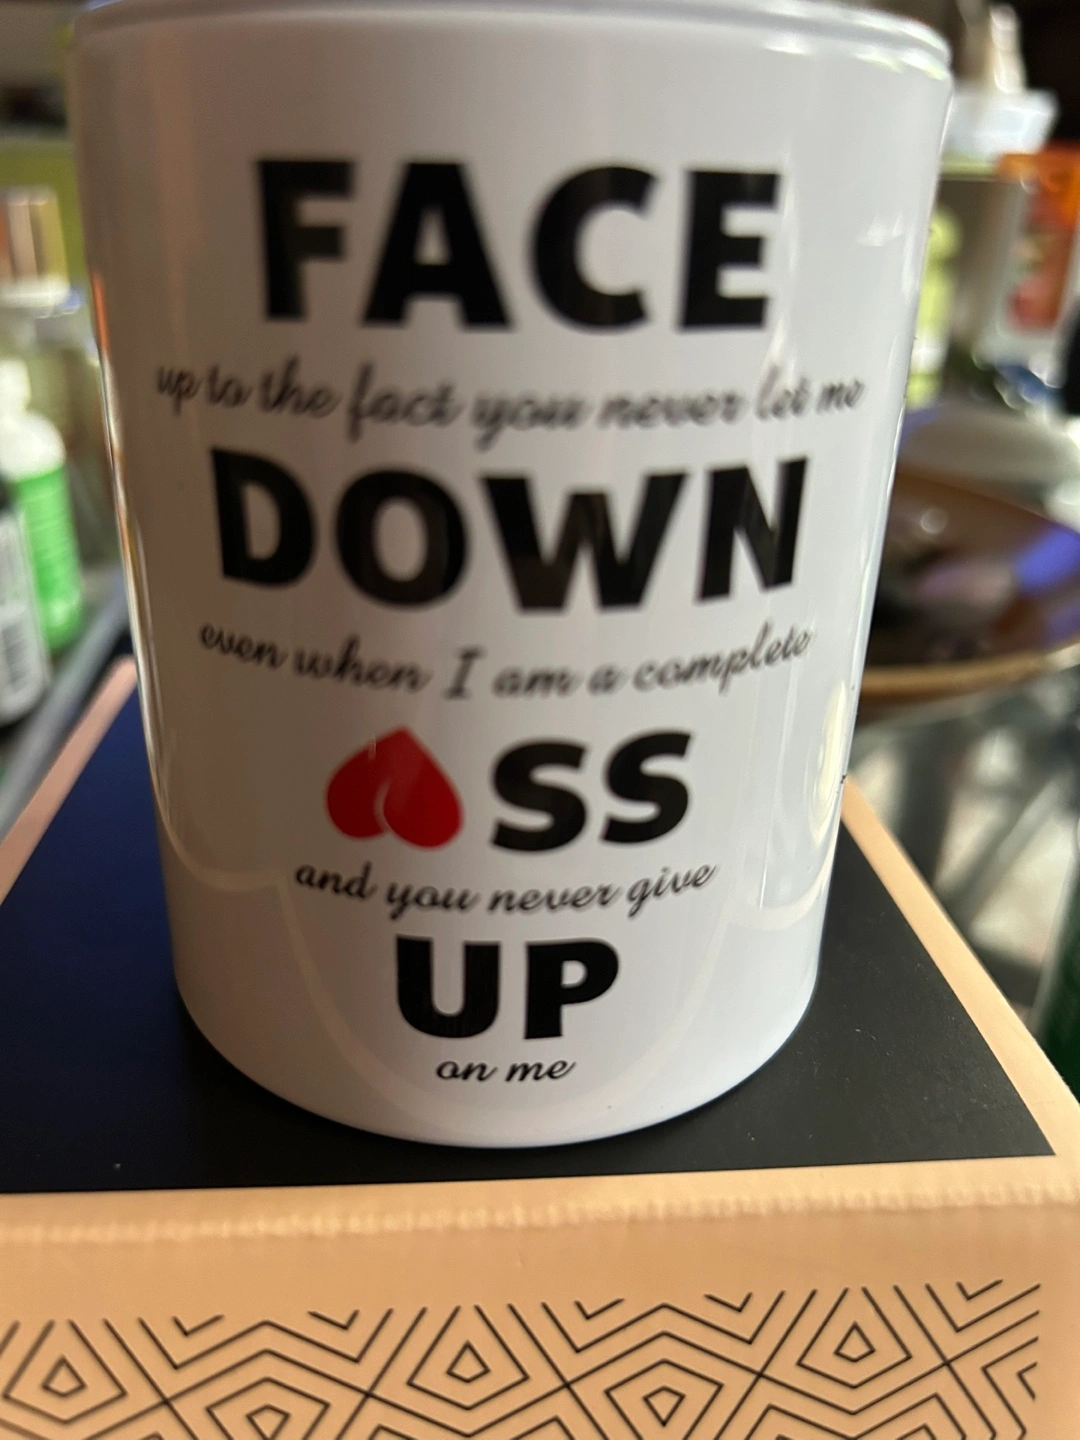 FACE
up to the fact you never let me
DOWN
even when I am a complete
SS
and you never give
UP
on me